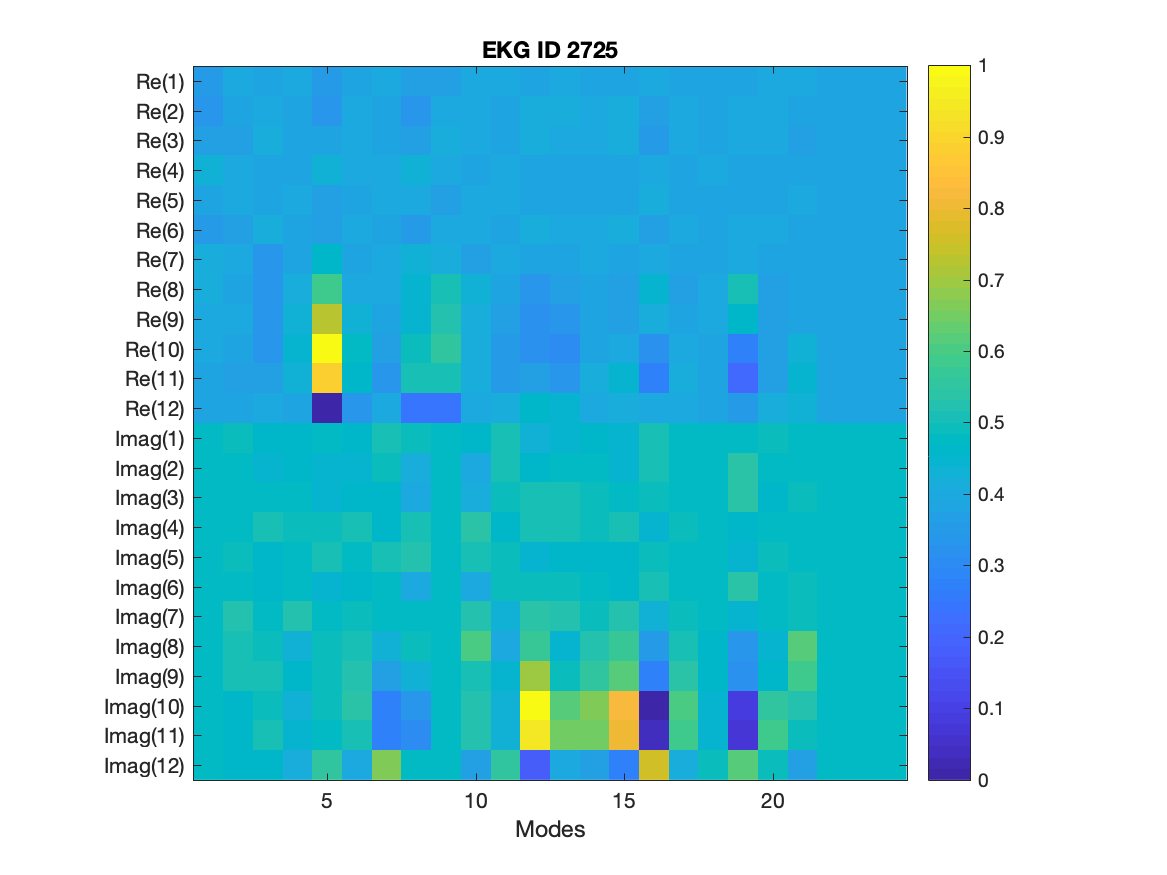 EKG ID 2725
Re(1)
Re(2)
Re(3)
Re(4)
Re(5)
Re(6)
Re(7)
Re(8)
Re(9)
Re(10)
Re(11)
Re(12)
Imag(1)
Imag(2)
Imag(3)
Imag(4)
Imag(5)
Imag(6)
Imag(7)
Imag(8)
Imag(9)
Imag(10)
Imag(11)
Imag(12)
5 10 15 20
Modes
1
0.9
0.8
0.7
0.6
0.5
0.4
0.3
0.2
0.1
0